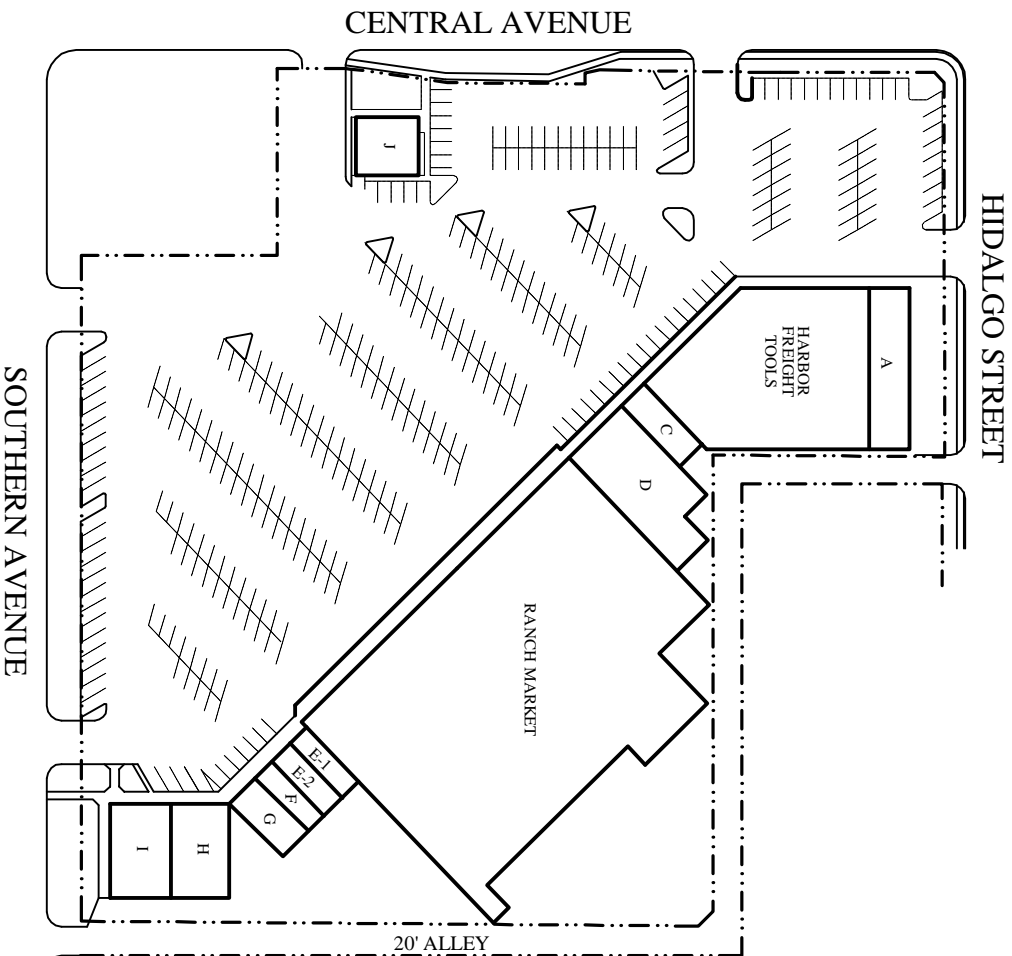 CENTRAL AVENUE
J
HIDALGO STREET
HARBOR
FREIGHT
TOOLS
A
C
D
SOUTHERN AVENUE
RANCH MARKET
E-1
E-2
F
G
I
H
20' ALLEY